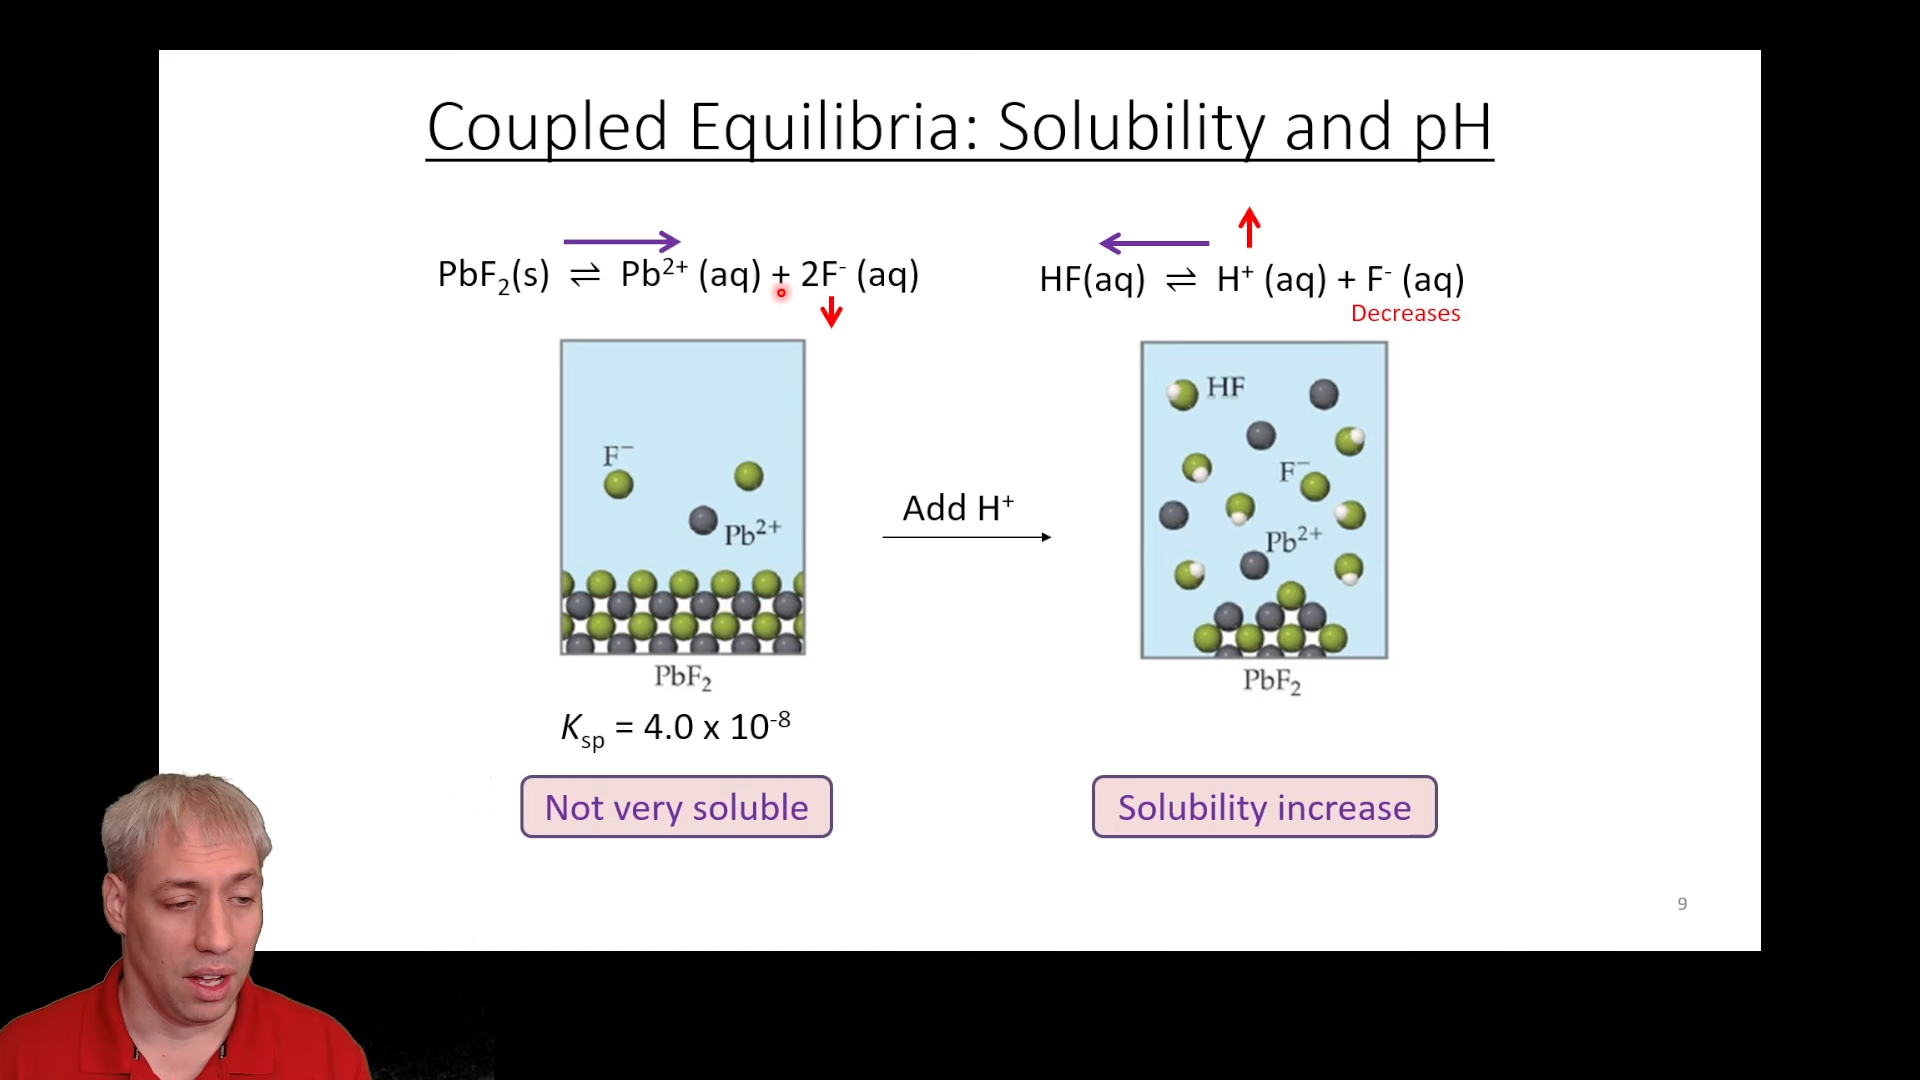 Coupled Equilibria: Solubility and pH
PbF₂(s) ⇌ Pb²⁺ (aq) + 2F⁻ (aq)
HF(aq) ⇌ H⁺ (aq) + F⁻ (aq)
Decreases
F⁻
Pb²⁺
PbF₂
Add H⁺
HF
F⁻
Pb²⁺
PbF₂
Ksp = 4.0 x 10⁻⁸
Not very soluble
Solubility increase
9